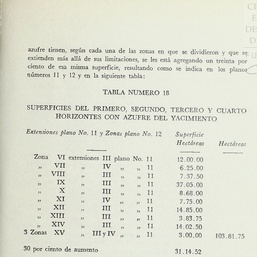 azufre tienen, según cada una de las zonas en que se dividieron y que se
extienden más allá de sus limitaciones, se les está agregando un treinta por
ciento de esa misma superficie, resultando como se indica en los planos
números 11 y 12 y en la siguiente tabla:
TABLA NUMERO 18
SUPERFICIES DEL PRIMERO, SEGUNDO, TERCERO Y CUARTO
HORIZONTES CON AZUFRE DEL YACIMIENTO
Extensiones plano No. 11 y Zonas plano No. 12 Superficie
Hectáreas Hectáreas
Zona VI extensiones III plano No. 11 12.00.00
„ VII „ IV „ „ 11 6.25.00
„ VIII „ III „ „ 11 7.37.50
„ IX „ III „ „ 11 37.05.00
„ X „ III „ „ 11 8.68.00
„ XI „ IV „ „ 11 7.75.00
„ XII „ III „ „ 11 14.85.00
„ XIII „ III „ „ 11 3.83.75
„ XIV „ III „ „ 11 14.02.50
3 Zonas XV „ III y IV „ „ 11 3.00.00 103.81.75
30 por ciento de aumento 31.14.52